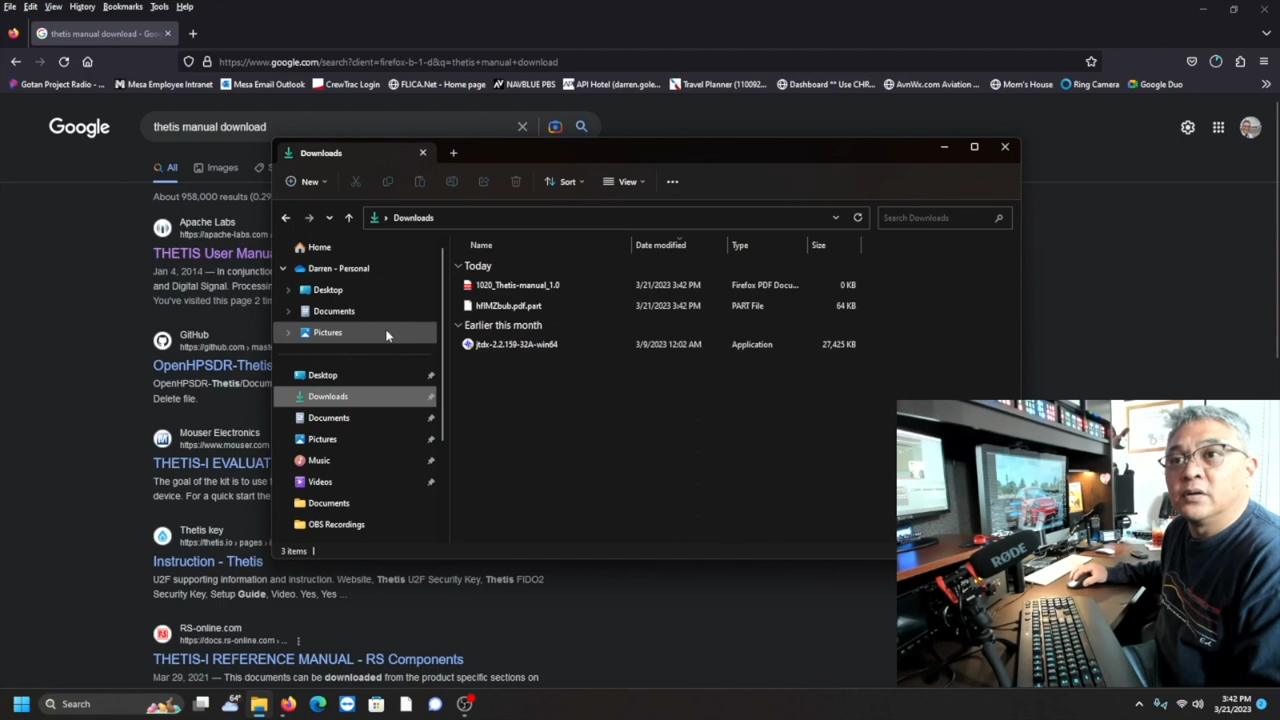 File Edit View History Bookmarks Tools Help
thetis manual download - Goo
https://www.google.com/search?client=firefox-b-1-d&q=thetis+manual+download
Gotan Project Radio - ... Mesa Employee Intranet Mesa Email Outlook CrewTrac Login FLICA.Net - Home page NAVBLUE PBS API Hotel (darren.gole... Travel Planner (110092... Dashboard ** Use CHR... AvnWx.com Aviation ... Mom's House Ring Camera Google Duo
Google
thetis manual download
All
Images
About 958,000 results (0.29
Apache Labs
https://apache-labs.com
THETIS User Manua
Jan 4, 2014 — In conjunction
and Digital Signal. Processin
You've visited this page 2 tim
GitHub
https://github.com › mast
OpenHPSDR-Thetis
OpenHPSDR-Thetis/Docum
Delete file.
Mouser Electronics
https://www.mouser.com
THETIS-I EVALUAT
The goal of the kit is to use t
device. For a quick start the
Thetis key
https://thetis.io › pages › i
Instruction - Thetis
U2F supporting information and instruction. Website, Thetis U2F Security Key, Thetis FIDO2
Security Key, Setup Guide, Video. Yes, Yes ...
RS-online.com
https://docs.rs-online.com › ...
THETIS-I REFERENCE MANUAL - RS Components
Mar 29, 2021 — This documents can be downloaded from the product specific sections on
Downloads
New
Sort
View
Downloads
Search Downloads
Home
Darren - Personal
Desktop
Documents
Pictures
Desktop
Downloads
Documents
Pictures
Music
Videos
Documents
OBS Recordings
Name Date modified Type Size
Today
1020_Thetis-manual_1.0 3/21/2023 3:42 PM Firefox PDF Docu... 0 KB
hfIMZbub.pdf.part 3/21/2023 3:42 PM PART File 64 KB
Earlier this month
jtdx-2.2.159-32A-win64 3/9/2023 12:02 AM Application 27,425 KB
3 items
RØDE
Search
64°
3:42 PM
3/21/2023
2